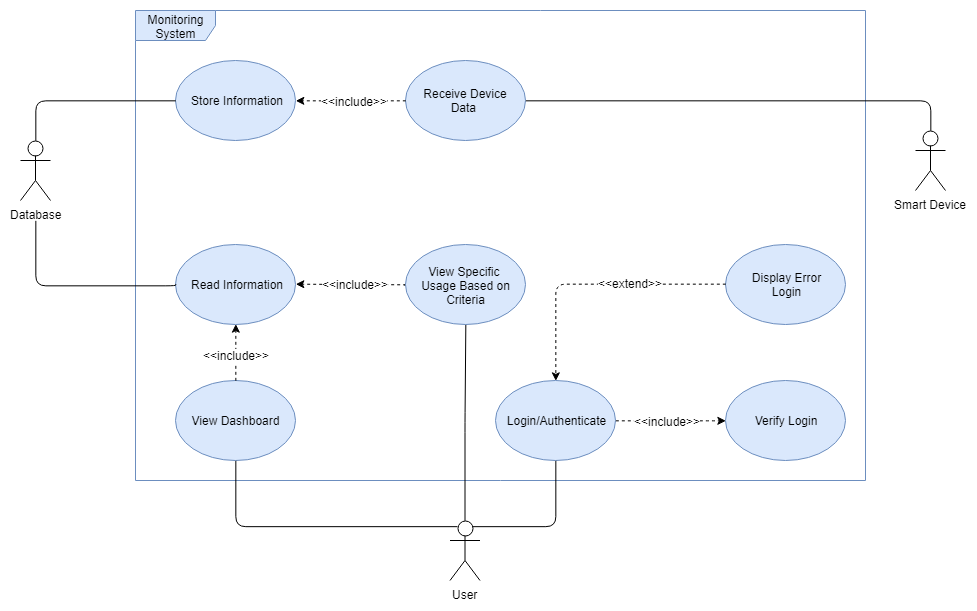 Monitoring
System
Store Information
<<include>>
Receive Device
Data
Database
Smart Device
Read Information
<<include>>
View Specific
Usage Based on
Criteria
<<extend>>
Display Error
Login
<<include>>
View Dashboard
Login/Authenticate
<<include>>
Verify Login
User